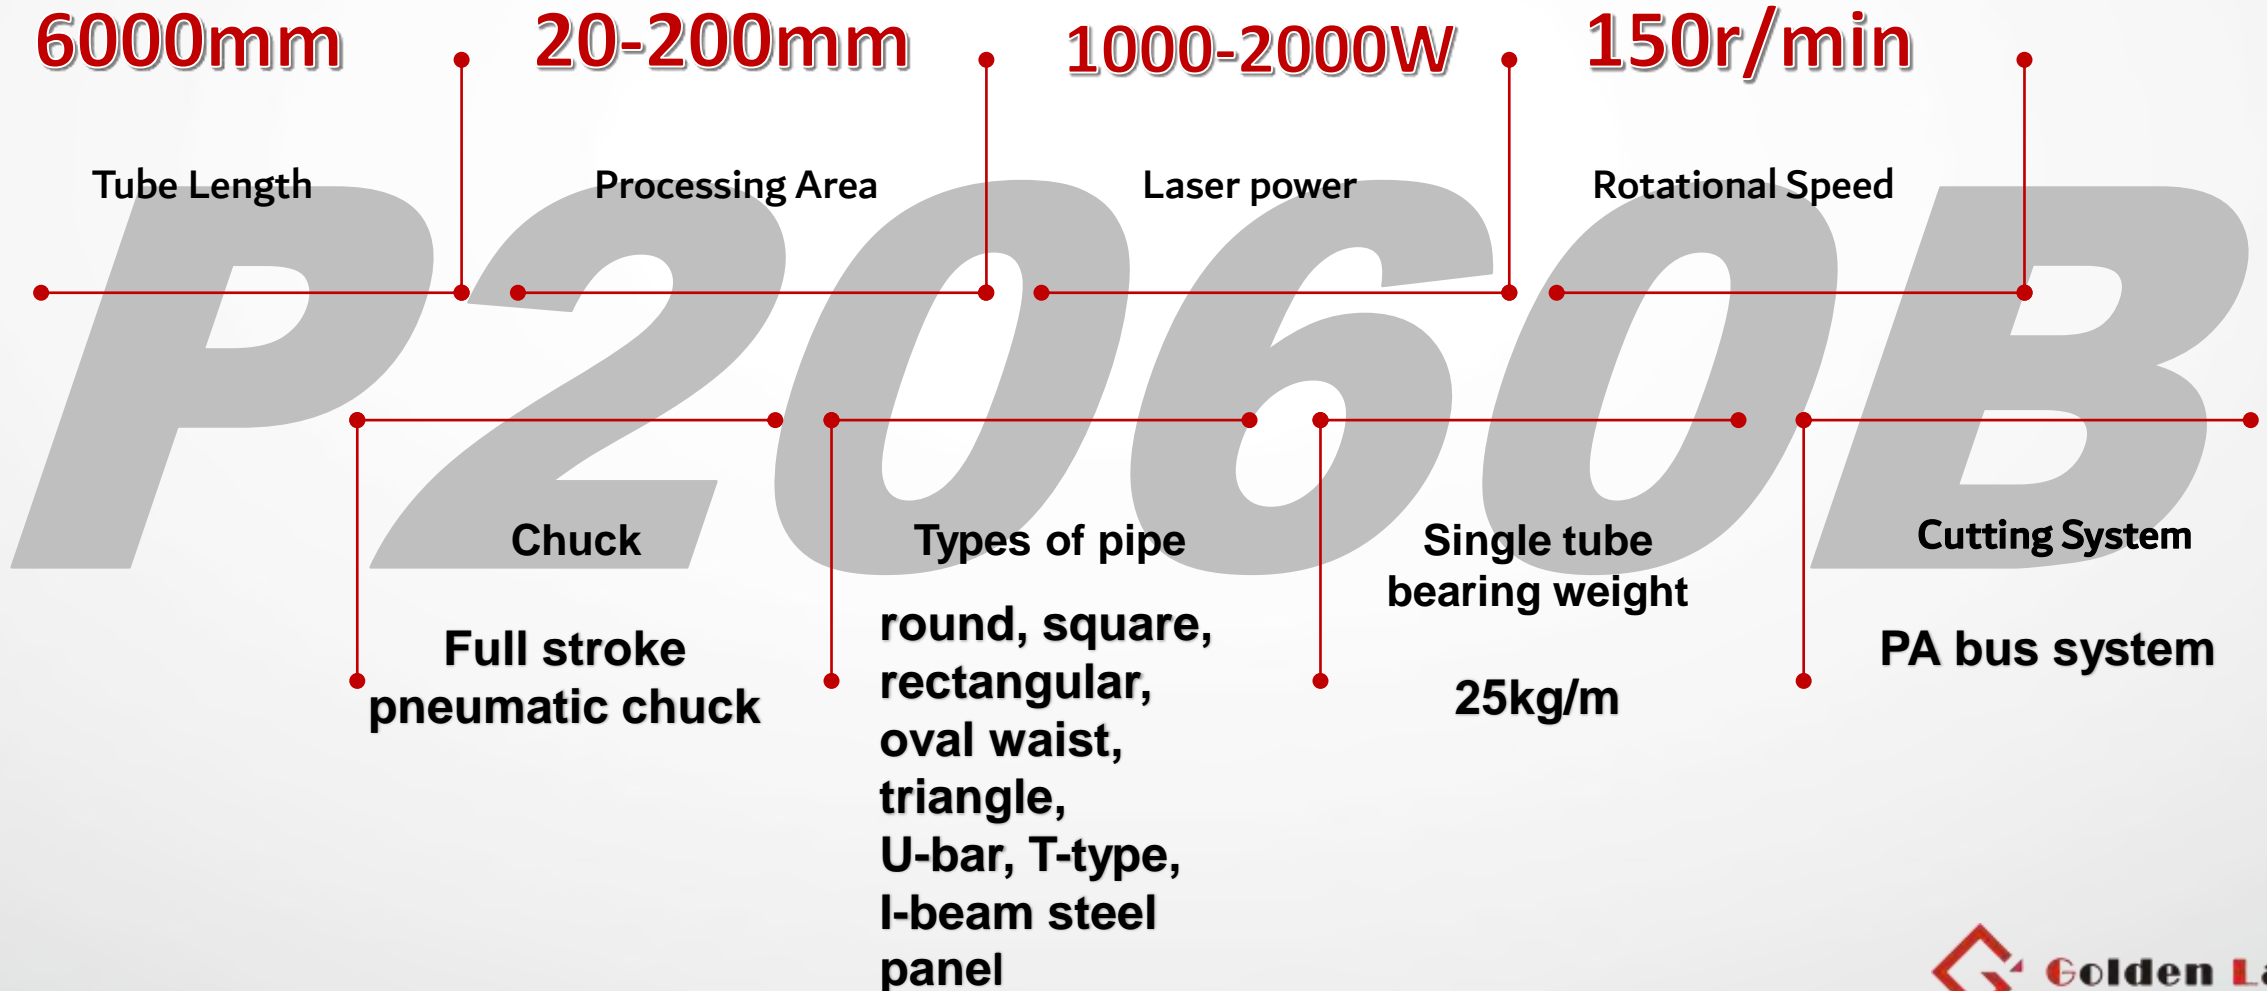 6000mm
20-200mm
1000-2000W
150r/min
Tube Length
Processing Area
Laser power
Rotational Speed
P2060B
Chuck
Full stroke
pneumatic chuck
Types of pipe
round, square,
rectangular,
oval waist,
triangle,
U-bar, T-type,
I-beam steel
panel
Single tube
bearing weight
25kg/m
Cutting System
PA bus system
Golden La